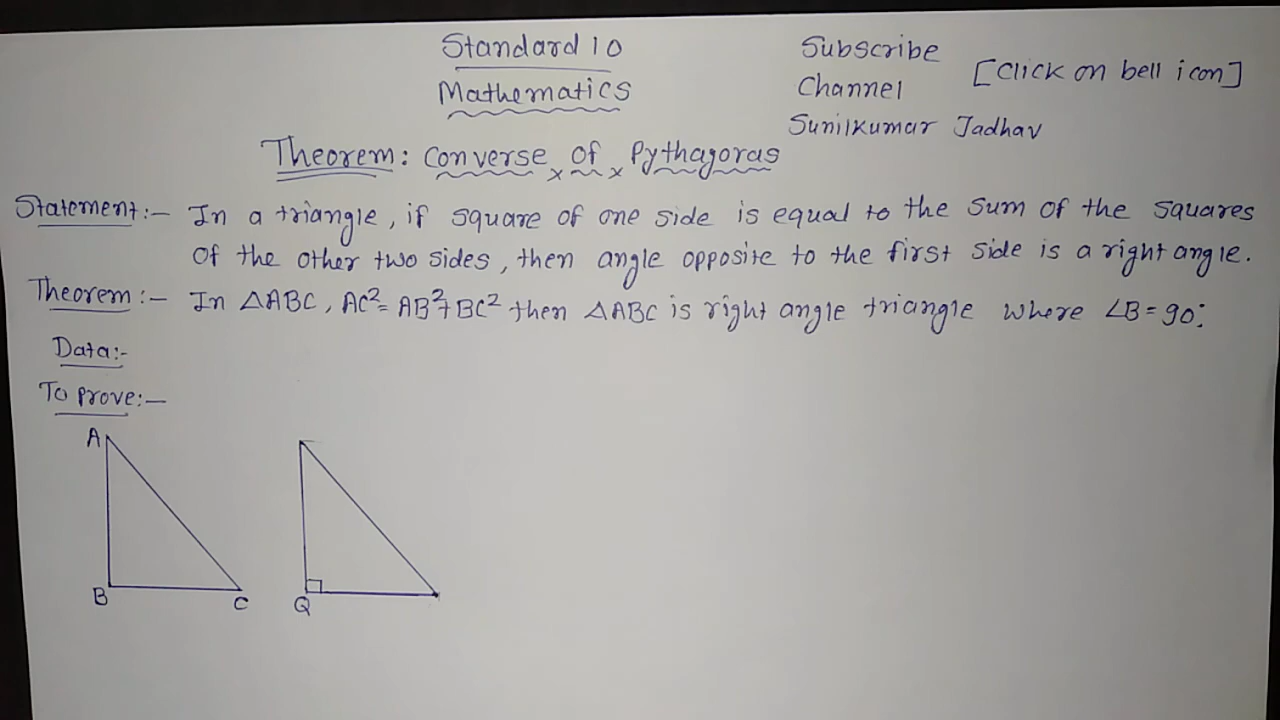 Standard 10
Mathematics
Subscribe
Channel
[Click on bell icon]
Sunilkumar Jadhav
Theorem: Converse of Pythagoras
Statement:- In a triangle, if square of one side is equal to the sum of the squares
of the other two sides, then angle opposite to the first side is a right angle.
Theorem:- In △ABC, AC²=AB²+BC² then △ABC is right angle triangle where ∠B=90°.
Data:-
To prove:-
A
B
C
Q